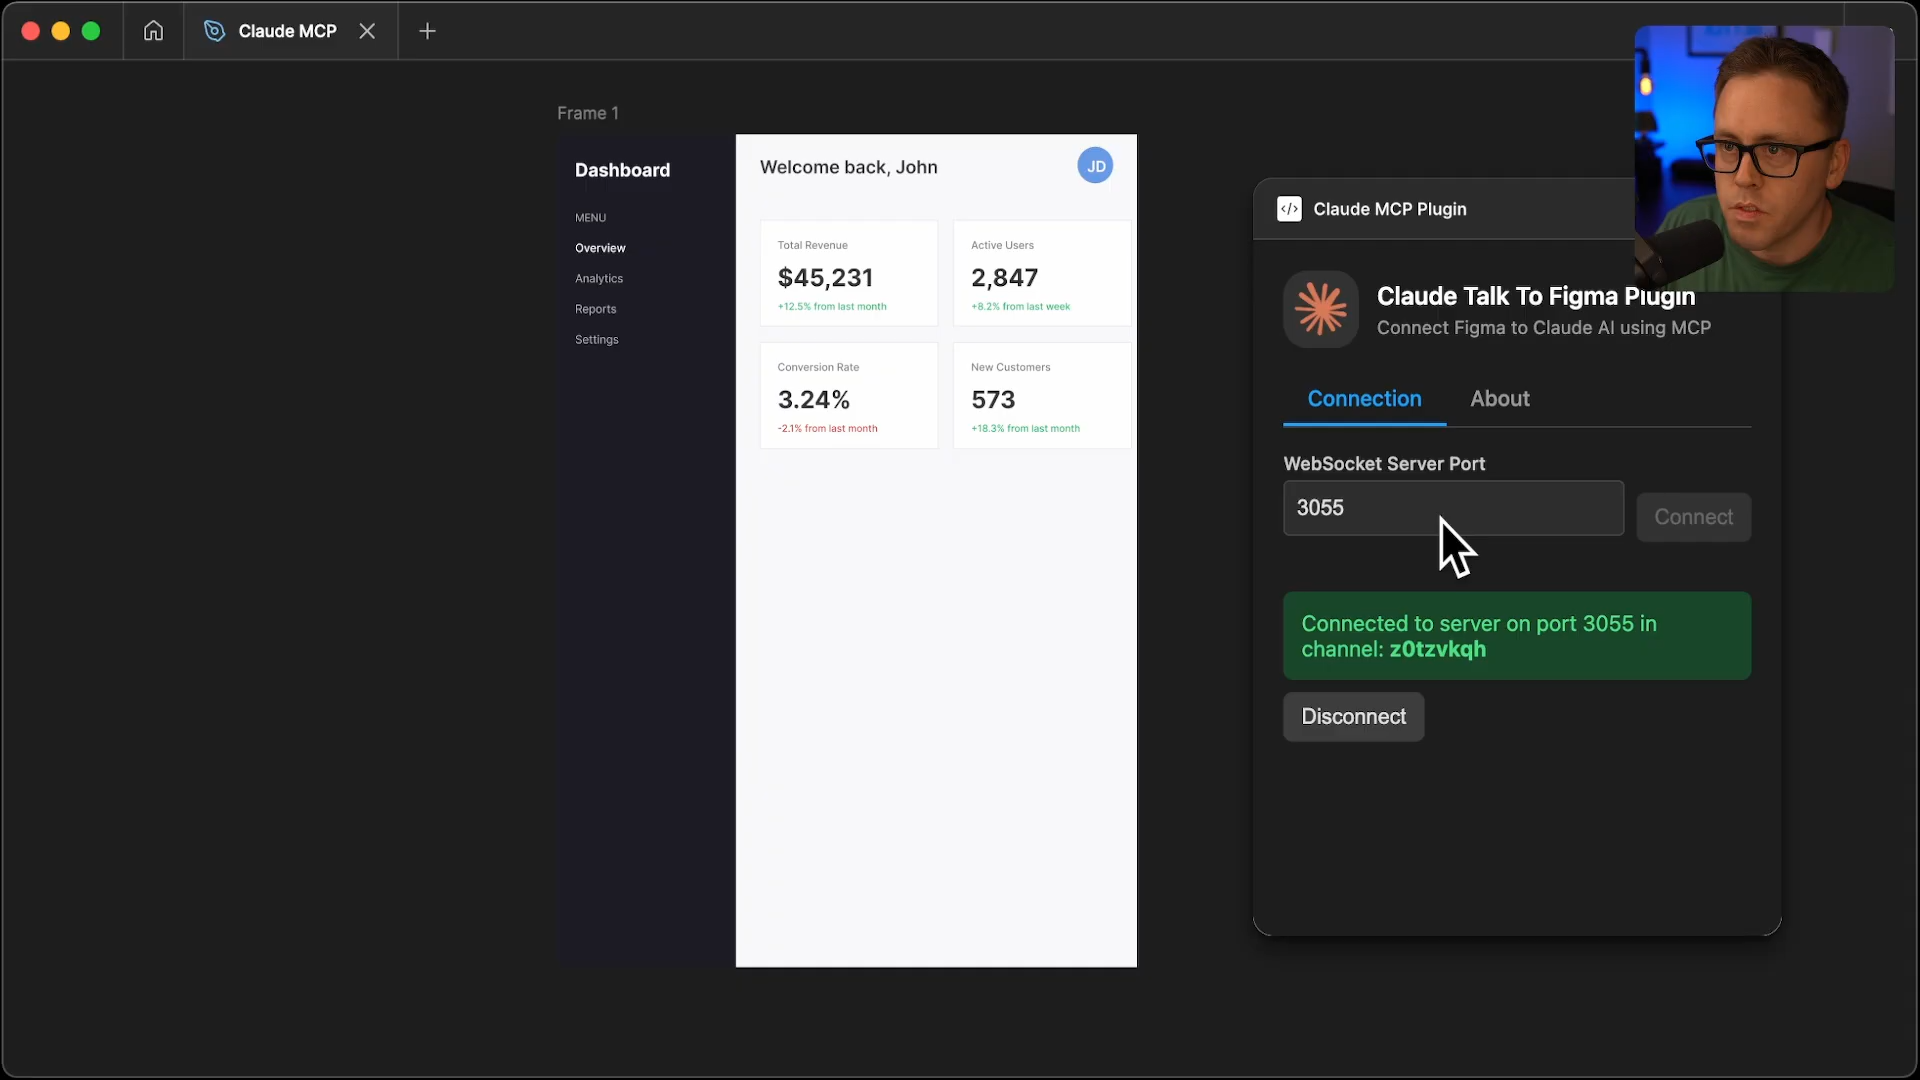 Claude MCP
Frame 1
Dashboard
MENU
Overview
Analytics
Reports
Settings
Welcome back, John
JD
Total Revenue
$45,231
+12.5% from last month
Active Users
2,847
+8.2% from last week
Conversion Rate
3.24%
-2.1% from last month
New Customers
573
+18.3% from last month
Claude MCP Plugin
Claude Talk To Figma Plugin
Connect Figma to Claude AI using MCP
Connection
About
WebSocket Server Port
3055
Connect
Connected to server on port 3055 in
channel: z0tzvkqh
Disconnect